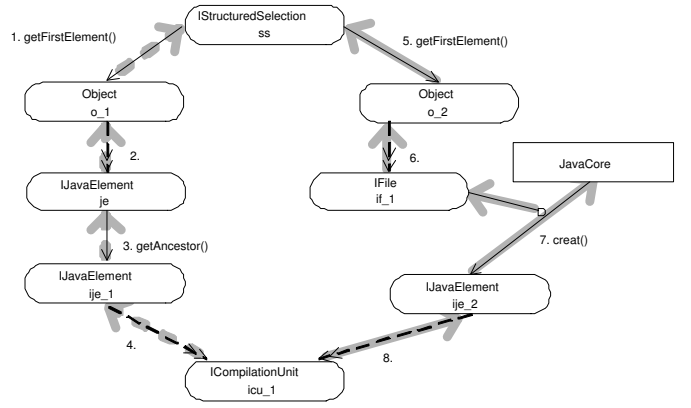 IStructuredSelection
ss
1. getFirstElement()
5. getFirstElement()
Object
o_1
Object
o_2
2.
6.
JavaCore
IJavaElement
je
IFile
if_1
3. getAncestor()
7. creat()
IJavaElement
ije_1
IJavaElement
ije_2
4.
8.
ICompilationUnit
icu_1